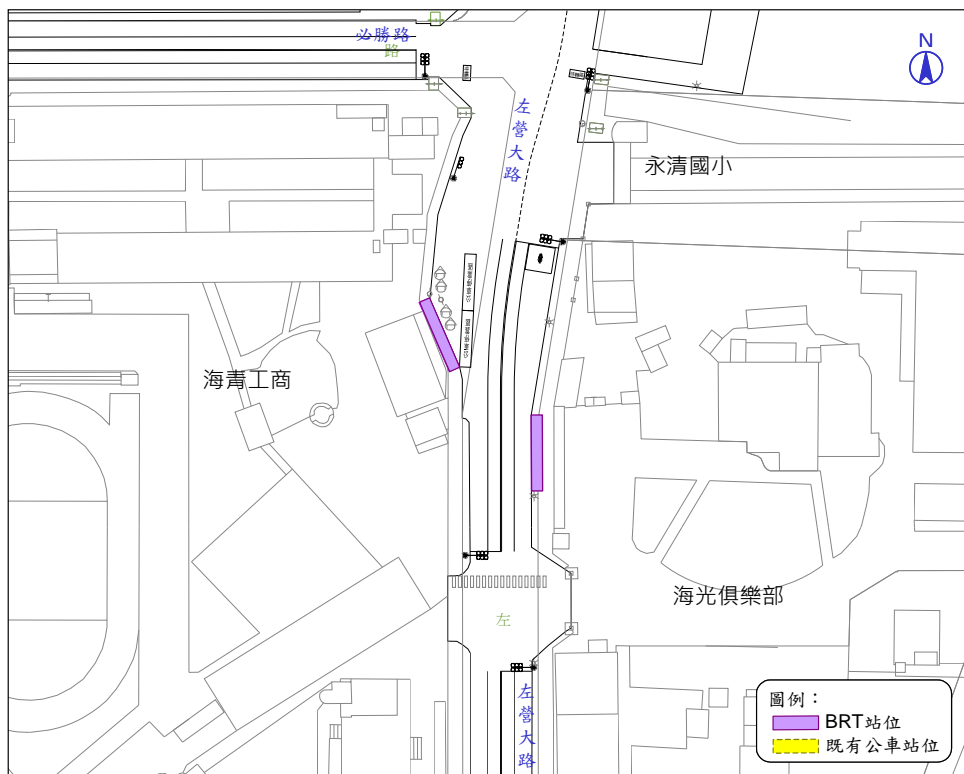 必勝路
路
N
左營大路
永清國小
海青工商
海光俱樂部
左
左營大路
圖例：
BRT站位
既有公車站位